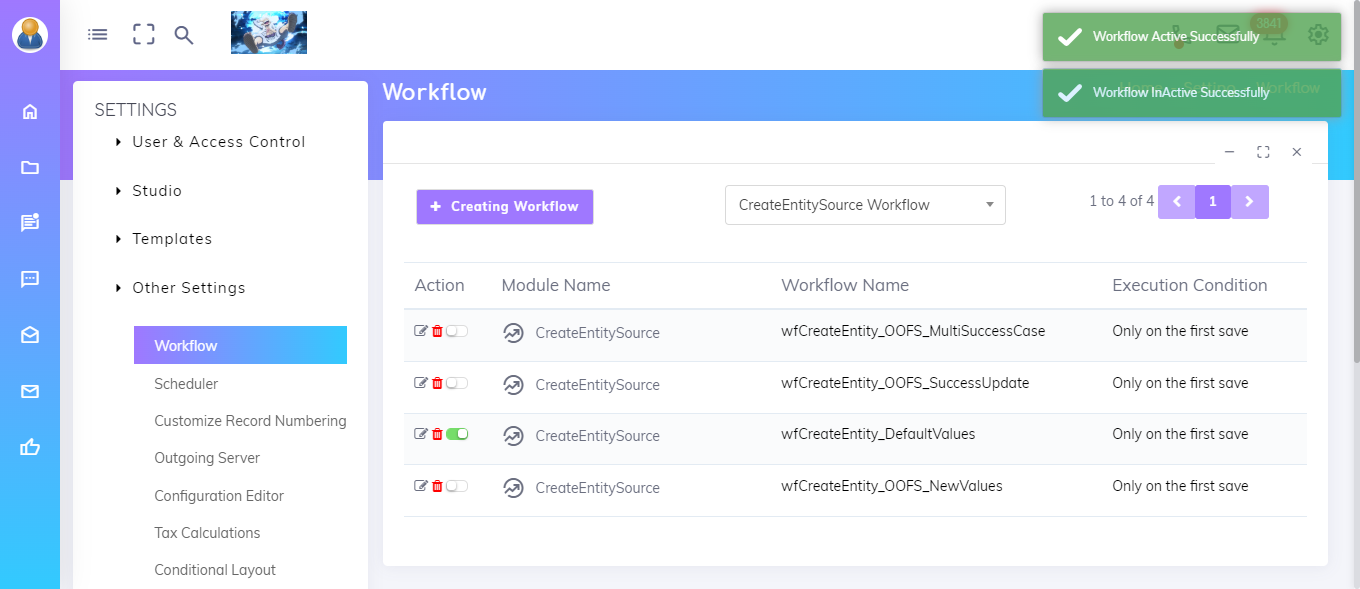 3841
Workflow Active Successfully
Workflow InActive Successfully
Workflow
SETTINGS
User & Access Control
Studio
Templates
Other Settings
Workflow
Scheduler
Customize Record Numbering
Outgoing Server
Configuration Editor
Tax Calculations
Conditional Layout
Workflow
Creating Workflow
CreateEntitySource Workflow
1 to 4 of 4
1
Action Module Name Workflow Name Execution Condition
CreateEntitySource wfCreateEntity_OOFS_MultiSuccessCase Only on the first save
CreateEntitySource wfCreateEntity_OOFS_SuccessUpdate Only on the first save
CreateEntitySource wfCreateEntity_DefaultValues Only on the first save
CreateEntitySource wfCreateEntity_OOFS_NewValues Only on the first save